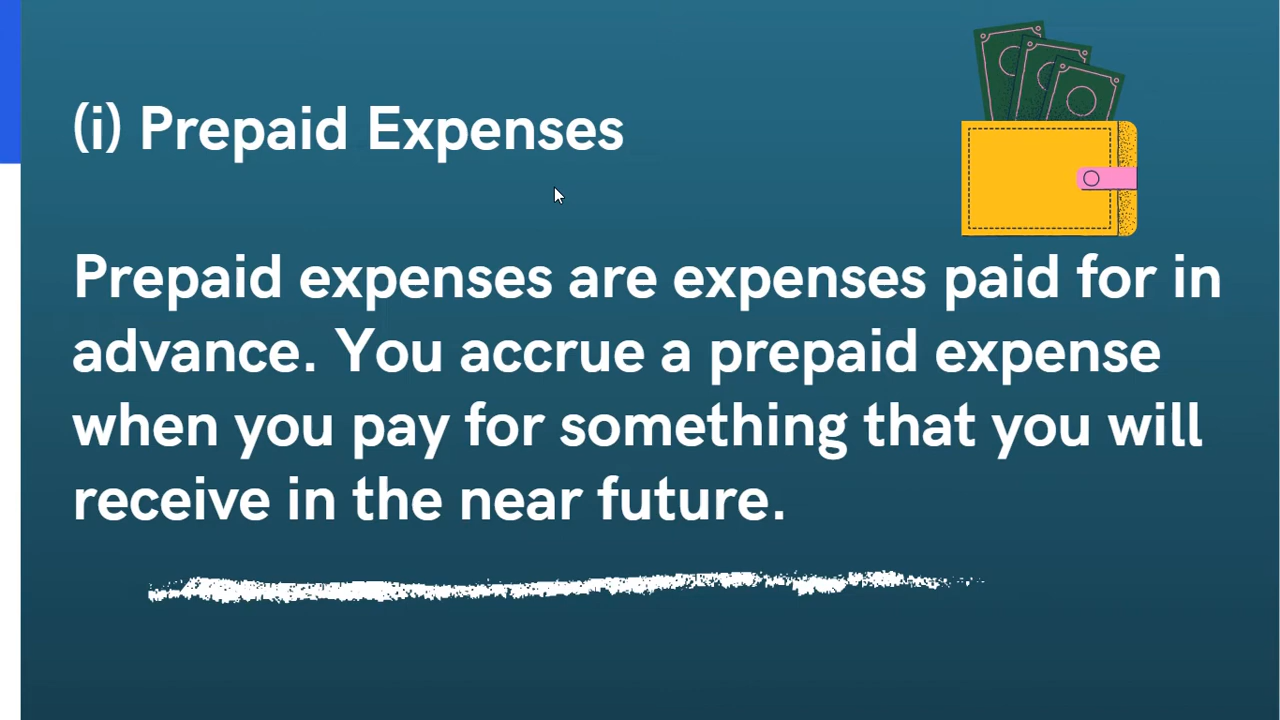 (i) Prepaid Expenses
Prepaid expenses are expenses paid for in
advance. You accrue a prepaid expense
when you pay for something that you will
receive in the near future.